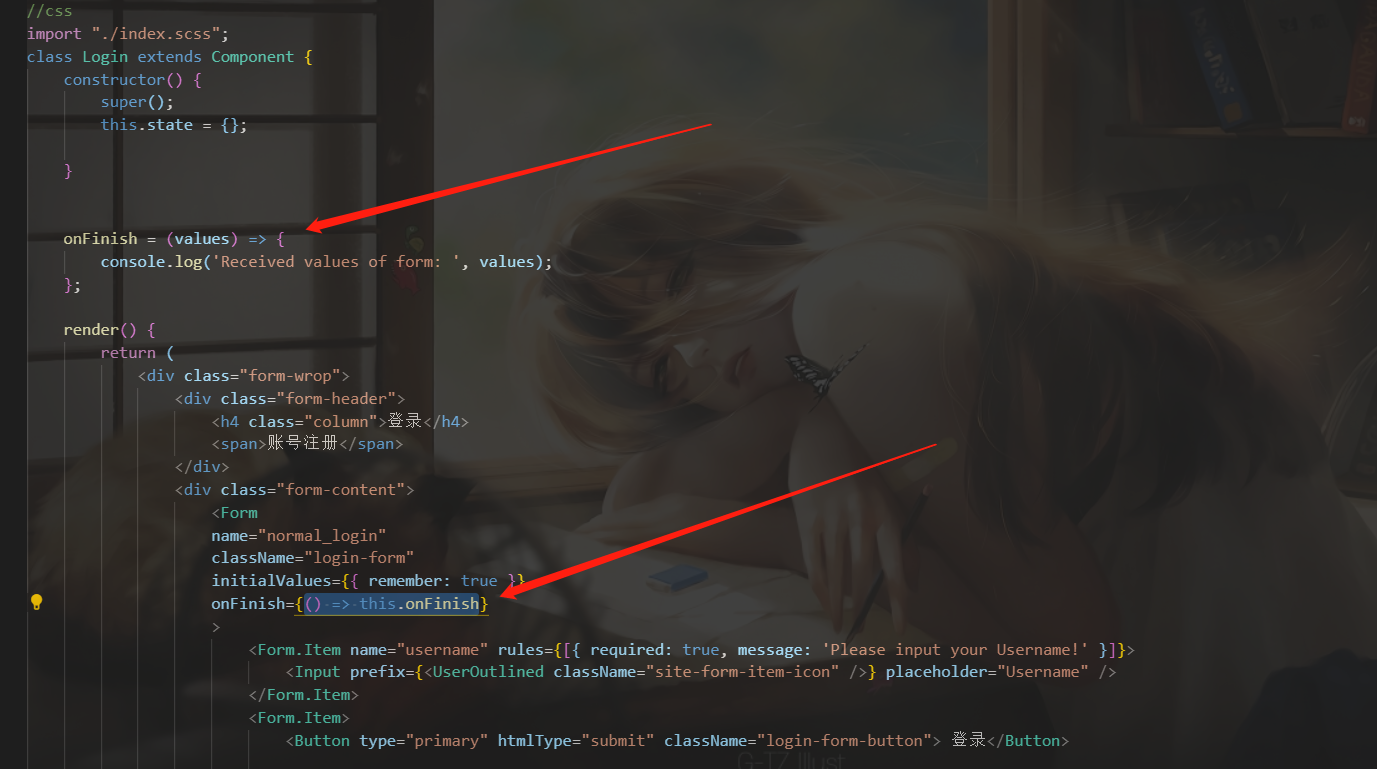 //css
import "./index.scss";
class Login extends Component {
constructor() {
super();
this.state = {};
}
onFinish = (values) => {
console.log('Received values of form: ', values);
};
render() {
return (
<div class="form-wrop">
<div class="form-header">
<h4 class="column">登录</h4>
<span>账号注册</span>
</div>
<div class="form-content">
<Form
name="normal_login"
className="login-form"
initialValues={{ remember: true }}
onFinish={() => this.onFinish}
>
<Form.Item name="username" rules={[{ required: true, message: 'Please input your Username!' }]}>
<Input prefix={<UserOutlined className="site-form-item-icon" />} placeholder="Username" />
</Form.Item>
<Form.Item>
<Button type="primary" htmlType="submit" className="login-form-button"> 登录</Button>